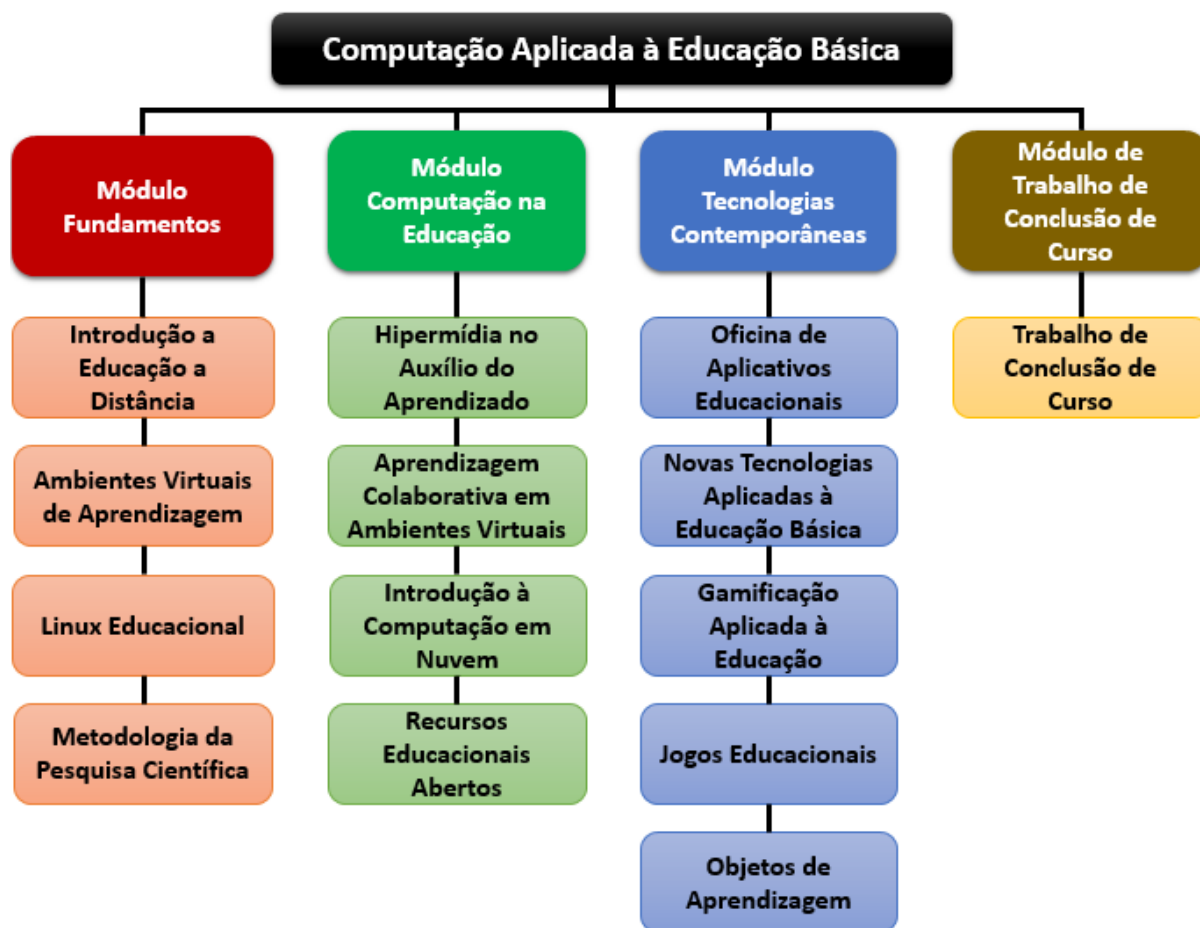 Computação Aplicada à Educação Básica
Módulo
Fundamentos
Introdução a
Educação a
Distância
Ambientes Virtuais
de Aprendizagem
Linux Educacional
Metodologia da
Pesquisa Científica
Módulo
Computação na
Educação
Hipermídia no
Auxílio do
Aprendizado
Aprendizagem
Colaborativa em
Ambientes Virtuais
Introdução à
Computação em
Nuvem
Recursos
Educacionais
Abertos
Módulo
Tecnologias
Contemporâneas
Oficina de
Aplicativos
Educacionais
Novas Tecnologias
Aplicadas à
Educação Básica
Gamificação
Aplicada à
Educação
Jogos Educacionais
Objetos de
Aprendizagem
Módulo de
Trabalho de
Conclusão de
Curso
Trabalho de
Conclusão de
Curso